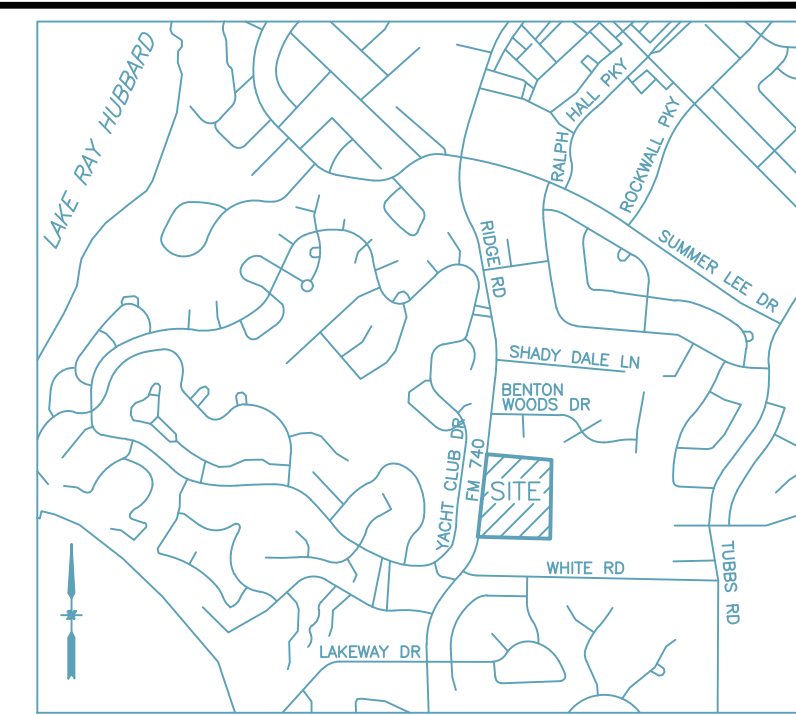 LAKE RAY HUBBARD
RALPH HALL PKY
ROCKWALL PKY
RIDGE RD
SUMMER LEE DR
SHADY DALE LN
BENTON
WOODS DR
YACHT CLUB DR
FM 740
SITE
WHITE RD
TUBBS RD
LAKEWAY DR